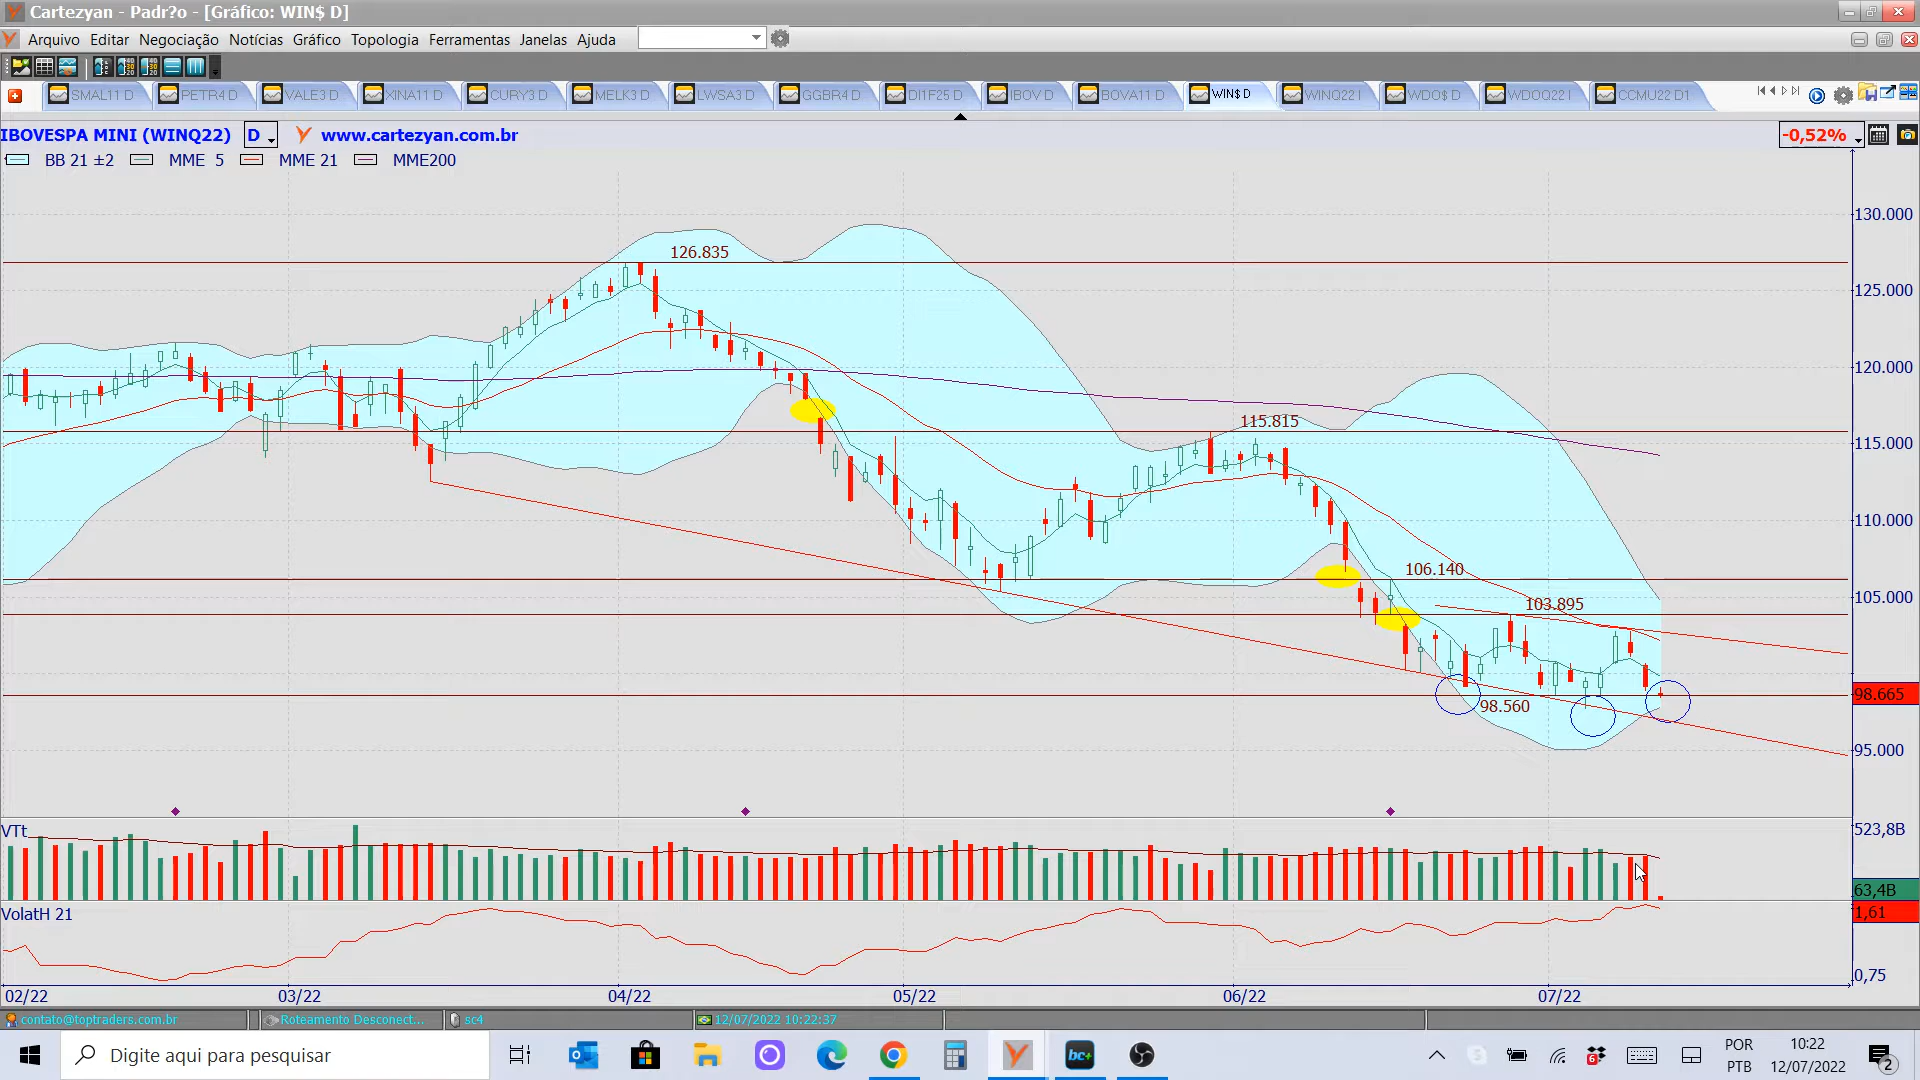 Cartezyan - Padr?o - [Gráfico: WIN$ D]
Arquivo Editar Negociação Notícias Gráfico Topologia Ferramentas Janelas Ajuda
SMAL11 D PETR4 D VALE3 D XINA11 D CURY3 D MELK3 D LWSA3 D GGBR4 D DI1F25 D IBOV D BOVA11 D WIN$ D WINQ22 I WDO$ D WDOQ22 I CCMU22 D1
IBOVESPA MINI (WINQ22) D www.cartezyan.com.br -0,52%
BB 21 ±2 MME 5 MME 21 MME200
130.000
126.835
125.000
120.000
115.815
115.000
110.000
106.140
105.000
103.895
98.665
98.560
95.000
VTt
523,8B
63,4B
VolatH 21
1,61
0,75
02/22 03/22 04/22 05/22 06/22 07/22
contato@toptraders.com.br Roteamento Desconect... sc4 12/07/2022 10:22:37
Digite aqui para pesquisar
bc+
6
POR
PTB
10:22
12/07/2022
2